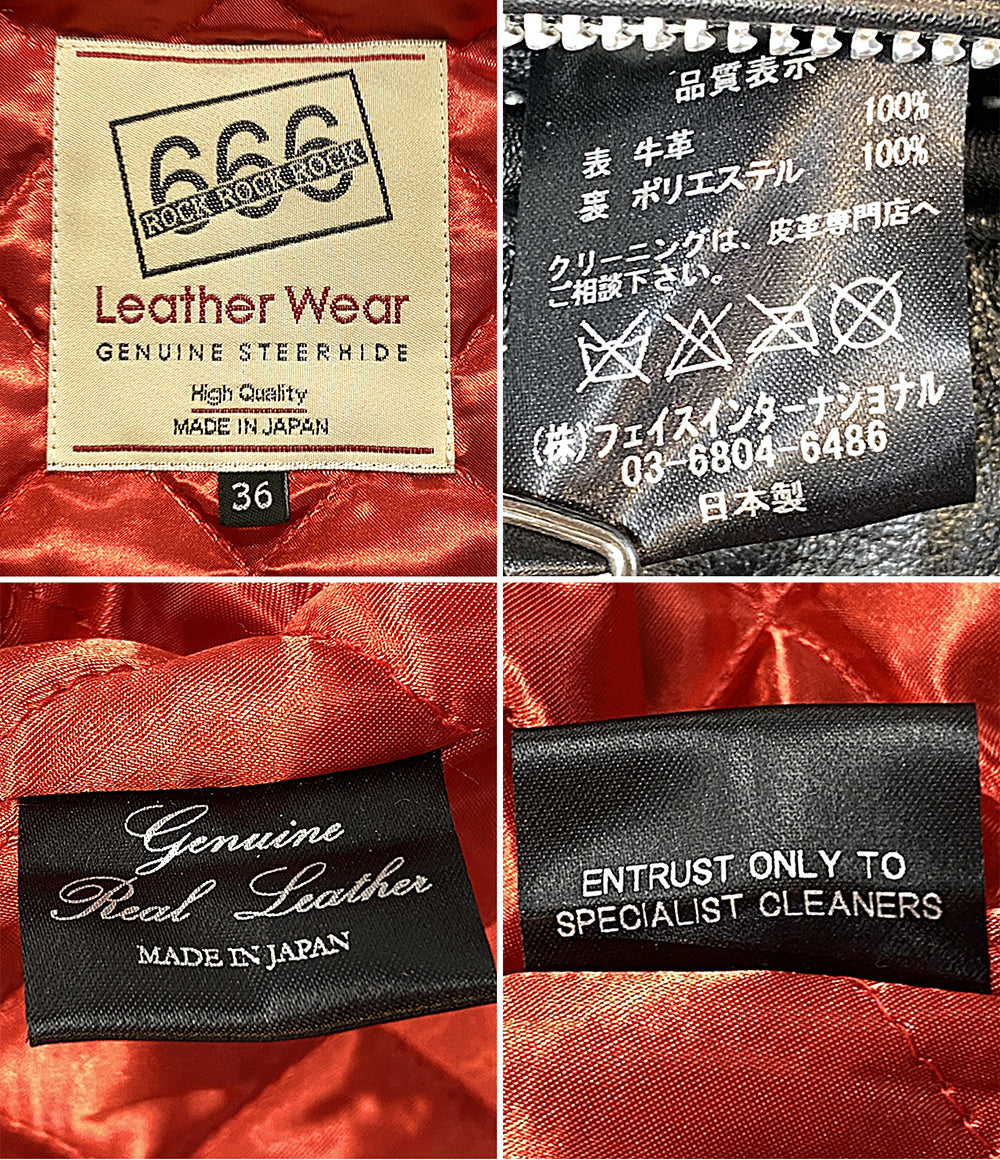 666
ROCK ROCK ROCK
Leather Wear
GENUINE STEERHIDE
High Quality
MADE IN JAPAN
36
品質表示
100%
表 牛革
100%
裏 ポリエステル
クリーニングは、皮革専門店へ
ご相談下さい。
(株)フェイスインターナショナル
03-6804-6486
日本製
Genuine
Real Leather
MADE IN JAPAN
ENTRUST ONLY TO
SPECIALIST CLEANERS